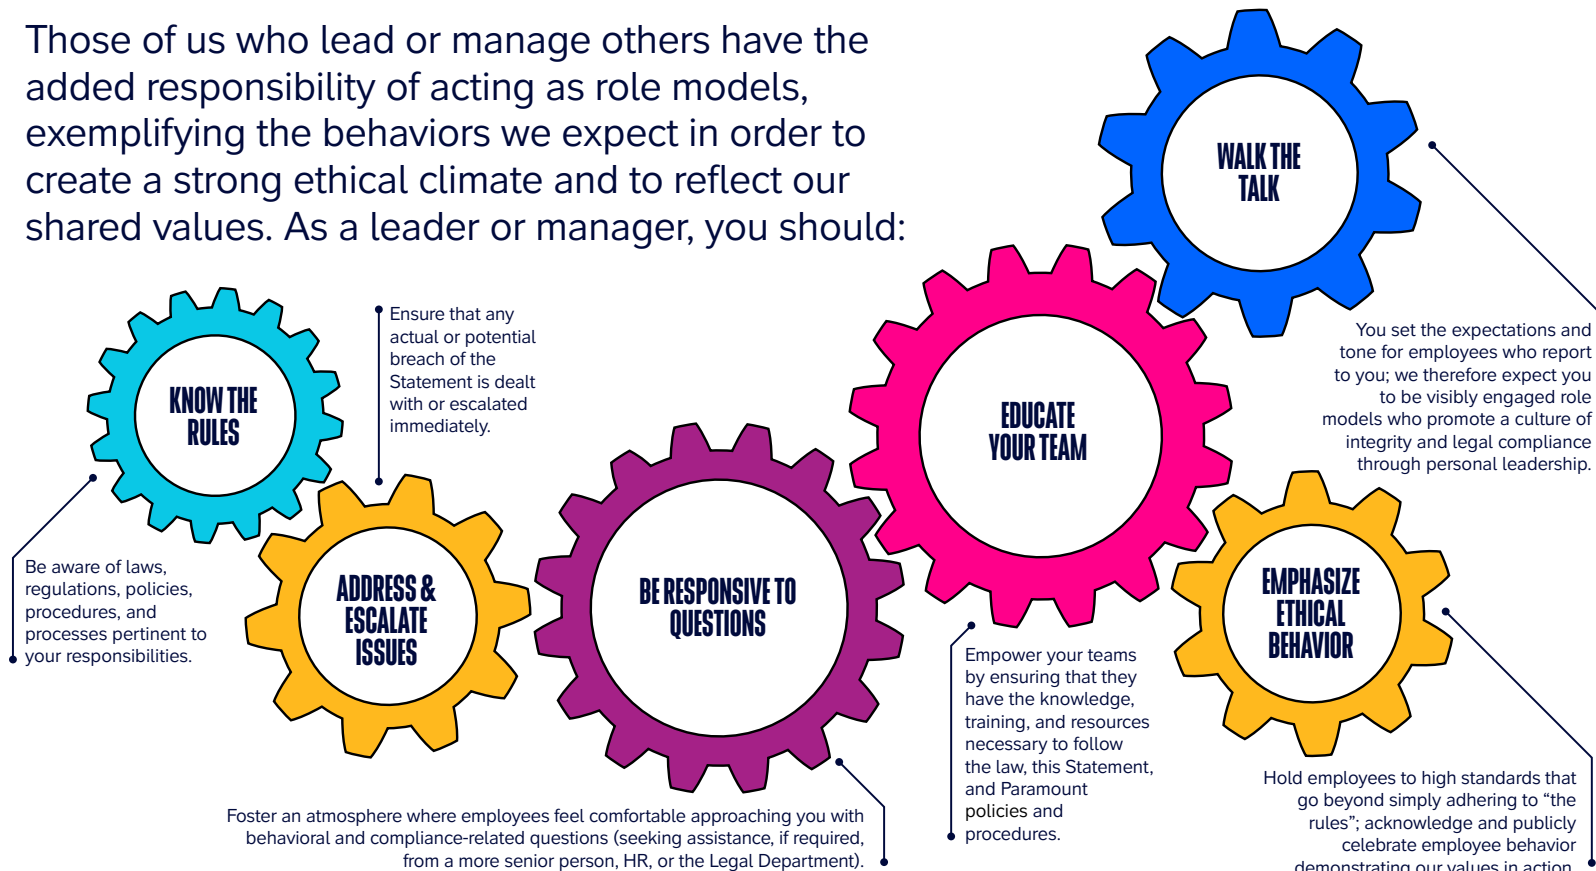 Those of us who lead or manage others have the
added responsibility of acting as role models,
exemplifying the behaviors we expect in order to
create a strong ethical climate and to reflect our
shared values. As a leader or manager, you should:
KNOW THE
RULES
Be aware of laws,
regulations, policies,
procedures, and
processes pertinent to
your responsibilities.
ADDRESS &
ESCALATE
ISSUES
Ensure that any
actual or potential
breach of the
Statement is dealt
with or escalated
immediately.
BE RESPONSIVE TO
QUESTIONS
Foster an atmosphere where employees feel comfortable approaching you with
behavioral and compliance-related questions (seeking assistance, if required,
from a more senior person, HR, or the Legal Department).
EDUCATE
YOUR TEAM
Empower your teams
by ensuring that they
have the knowledge,
training, and resources
necessary to follow
the law, this Statement,
and Paramount
policies and
procedures.
WALK THE
TALK
You set the expectations and
tone for employees who report
to you; we therefore expect you
to be visibly engaged role
models who promote a culture of
integrity and legal compliance
through personal leadership.
EMPHASIZE
ETHICAL
BEHAVIOR
Hold employees to high standards that
go beyond simply adhering to “the
rules”; acknowledge and publicly
celebrate employee behavior
demonstrating our values in action.